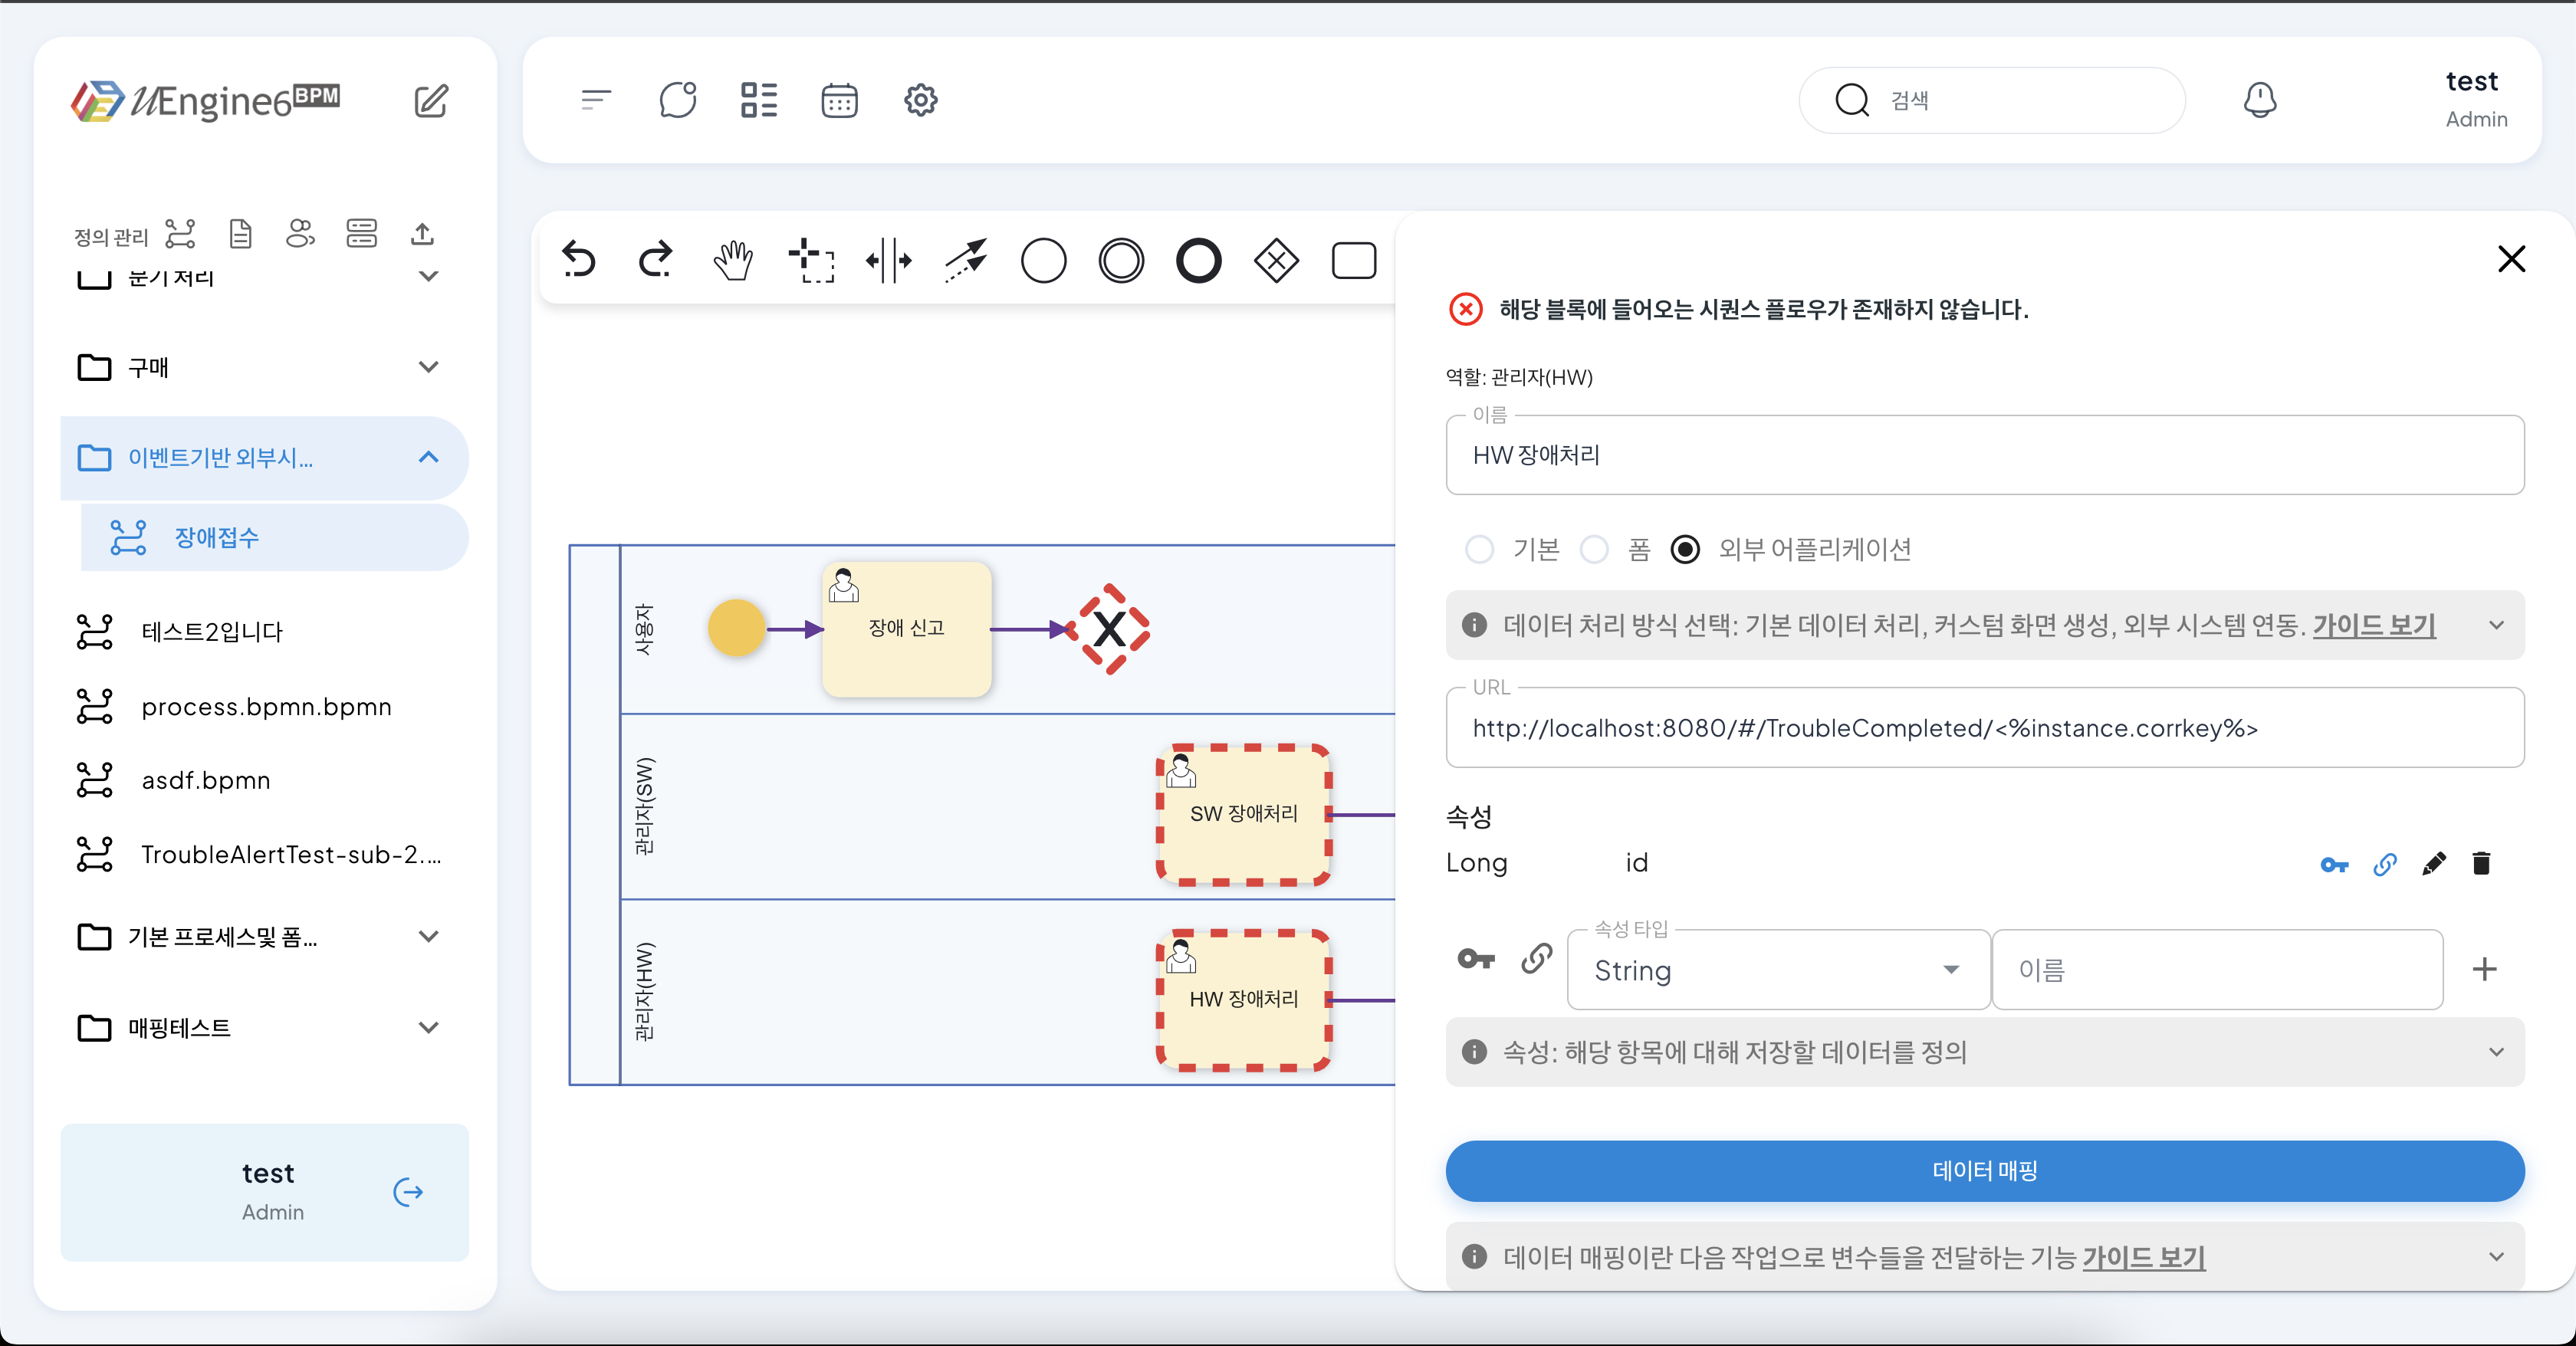 uEngine6BPM
정의 관리
분기 처리
구매
이벤트기반 외부시...
장애접수
테스트2입니다
process.bpmn.bpmn
asdf.bpmn
TroubleAlertTest-sub-2....
기본 프로세스및 폼...
매핑테스트
test
Admin
검색
test
Admin
사용자
장애 신고
X
관리자(SW)
SW 장애처리
관리자(HW)
HW 장애처리
해당 블록에 들어오는 시퀀스 플로우가 존재하지 않습니다.
역할: 관리자(HW)
이름
HW 장애처리
기본 폼 외부 어플리케이션
데이터 처리 방식 선택: 기본 데이터 처리, 커스텀 화면 생성, 외부 시스템 연동. 가이드 보기
URL
http://localhost:8080/#/TroubleCompleted/<%instance.corrkey%>
속성
Long id
속성 타입
String 이름
속성: 해당 항목에 대해 저장할 데이터를 정의
데이터 매핑
데이터 매핑이란 다음 작업으로 변수들을 전달하는 기능 가이드 보기